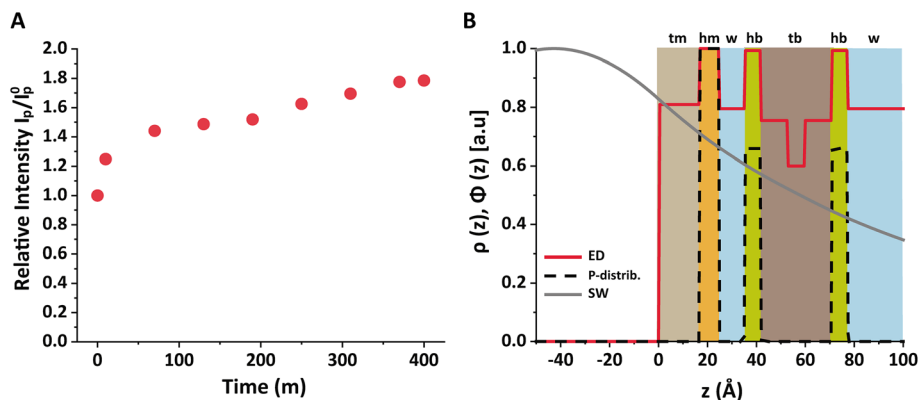 A
Relative Intensity Ip/I0p
2.0
1.8
1.6
1.4
1.2
1.0
0.8
0.6
0.4
0.2
0.0
0 100 200 300 400
Time (m)
B
tm hm w hb tb hb w
ρ (z), Φ (z) [a.u]
1.0
0.8
0.6
0.4
0.2
0.0
ED
P-distrib.
SW
-40 -20 0 20 40 60 80 100
z (Å)